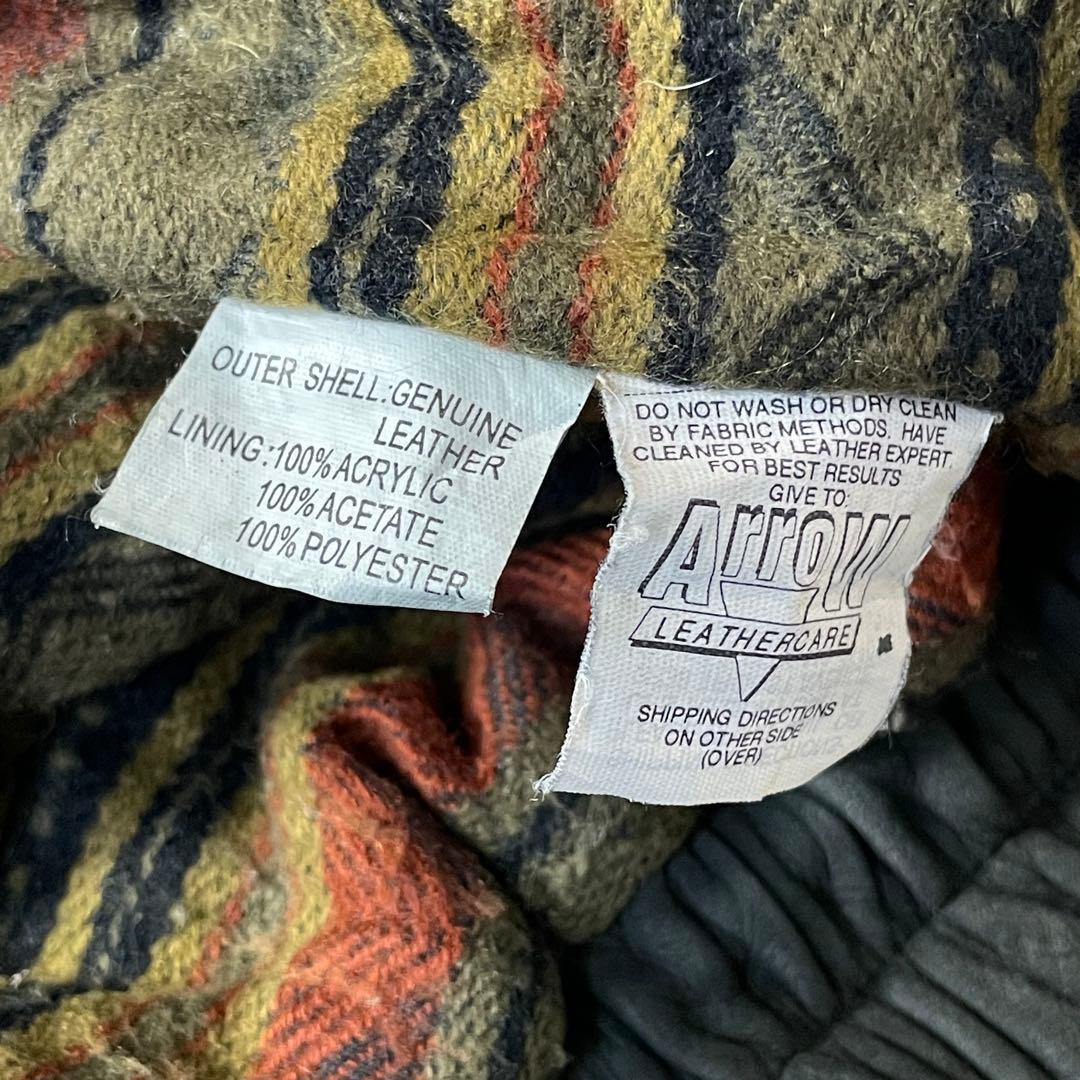 OUTER SHELL:GENUINE
LEATHER
LINING:100%ACRYLIC
100%ACETATE
100%POLYESTER
DO NOT WASH OR DRY CLEAN
BY FABRIC METHODS. HAVE
CLEANED BY LEATHER EXPERT.
FOR BEST RESULTS
GIVE TO:
Arrow
LEATHERCARE
SHIPPING DIRECTIONS
ON OTHER SIDE
(OVER)